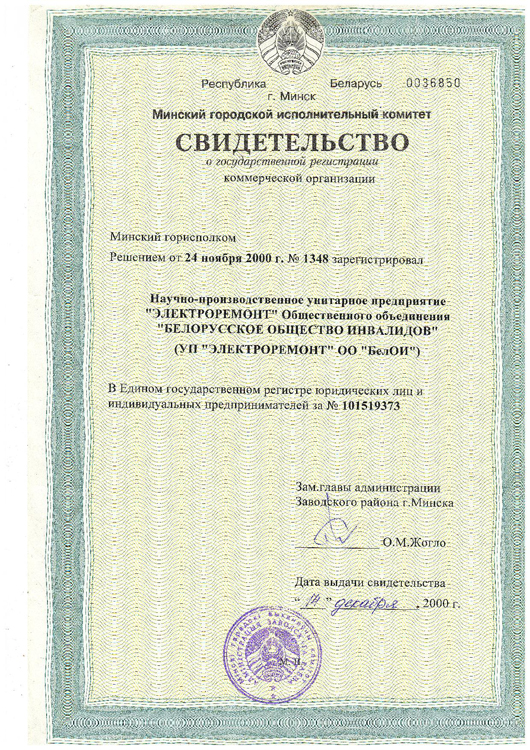 Республика Беларусь 0036850
г. Минск
Минский городской исполнительный комитет
СВИДЕТЕЛЬСТВО
о государственной регистрации
коммерческой организации
Минский горисполком
Решением от 24 ноября 2000 г. № 1348 зарегистрировал
Научно-производственное унитарное предприятие
"ЭЛЕКТРОРЕМОНТ" Общественного объединения
"БЕЛОРУССКОЕ ОБЩЕСТВО ИНВАЛИДОВ"
(УП "ЭЛЕКТРОРЕМОНТ" ОО "БелОИ")
В Едином государственном регистре юридических лиц и
индивидуальных предпринимателей за № 101519373
Зам.главы администрации
Заводского района г.Минска
О.М.Жогло
Дата выдачи свидетельства
" 14 " декабря . 2000 г.
М. П.